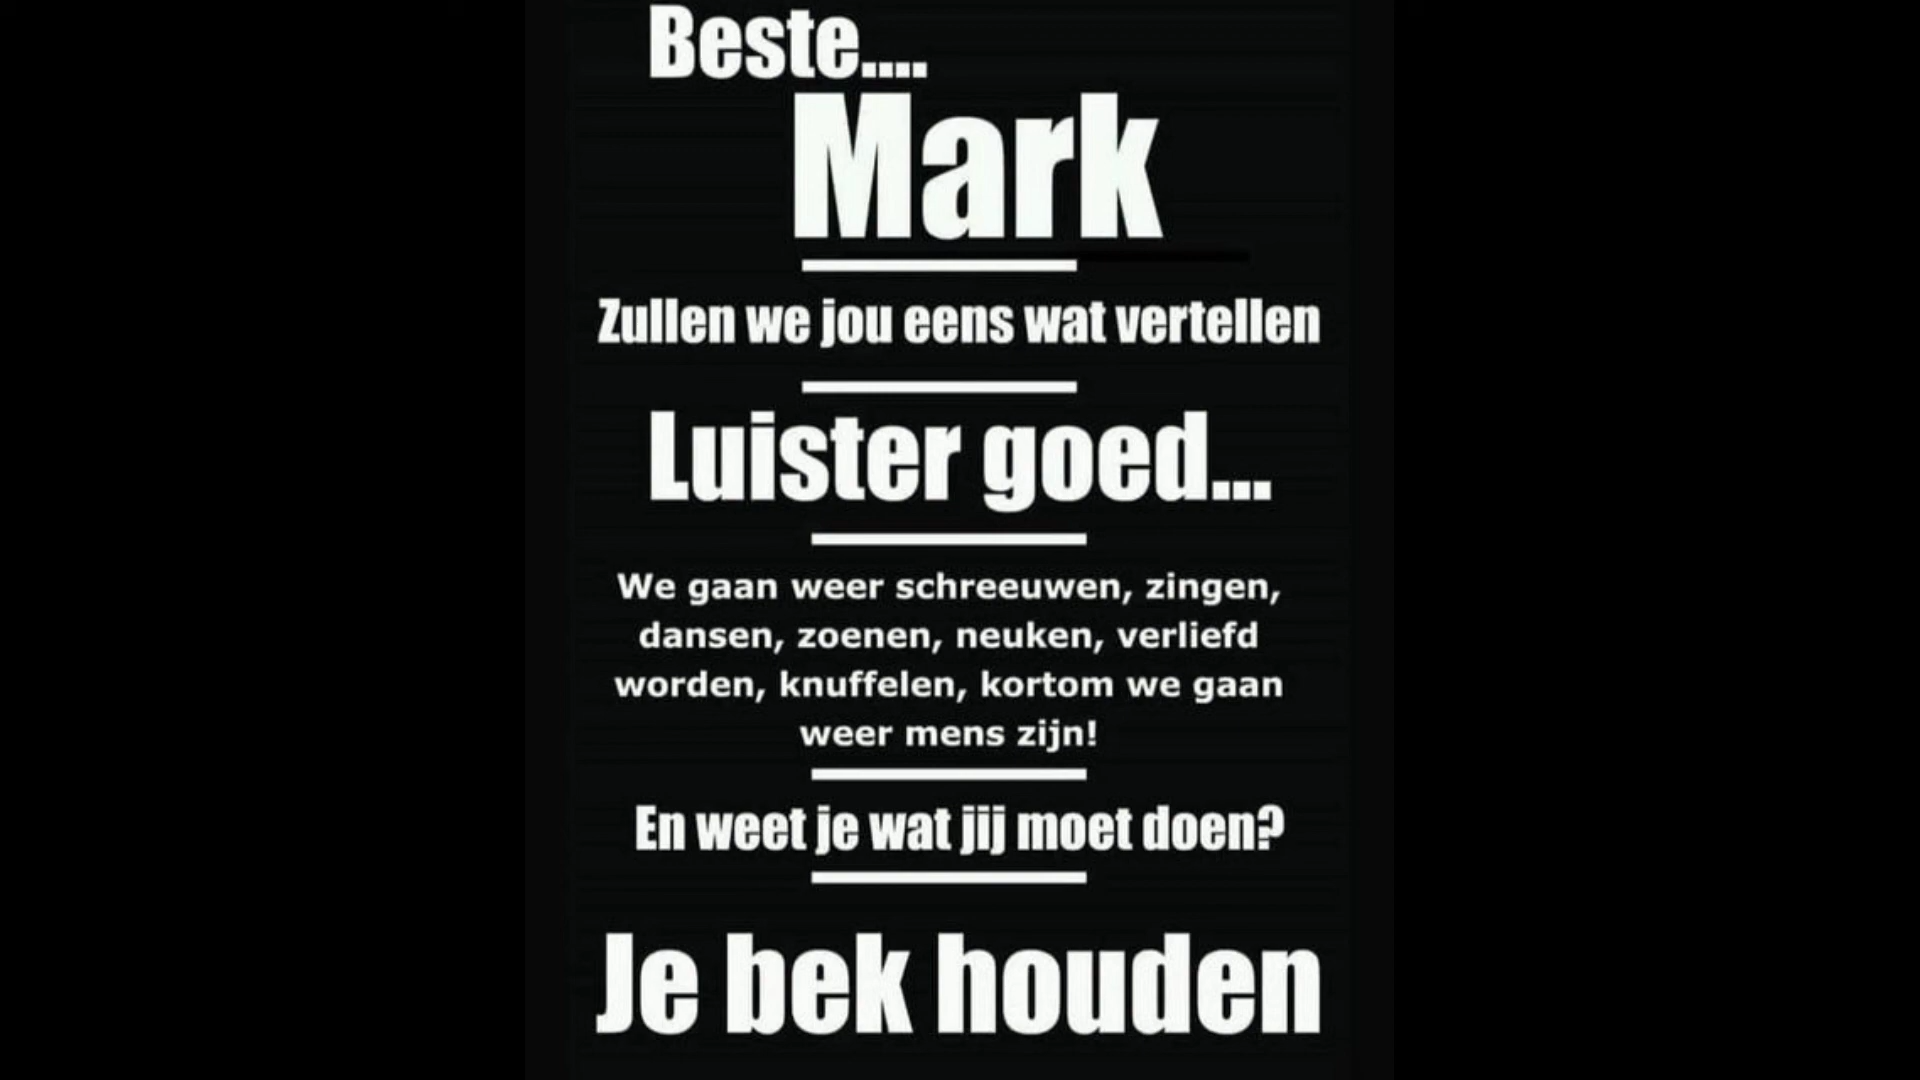 Beste....
Mark
Zullen we jou eens wat vertellen
Luister goed...
We gaan weer schreeuwen, zingen,
dansen, zoenen, neuken, verliefd
worden, knuffelen, kortom we gaan
weer mens zijn!
En weet je wat jij moet doen?
Je bek houden